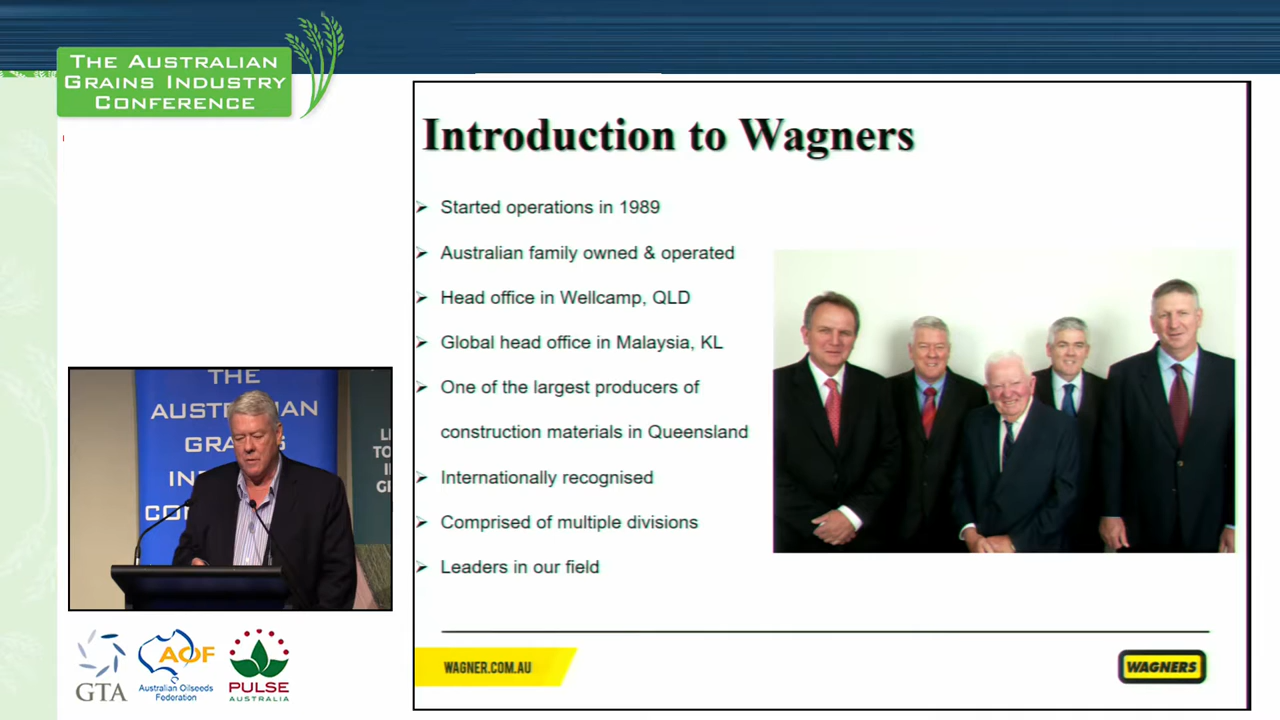 THE AUSTRALIAN
GRAINS INDUSTRY
CONFERENCE
Introduction to Wagners
Started operations in 1989
Australian family owned & operated
Head office in Wellcamp, QLD
Global head office in Malaysia, KL
One of the largest producers of
construction materials in Queensland
Internationally recognised
Comprised of multiple divisions
Leaders in our field
WAGNER.COM.AU
WAGNERS
THE
AUSTRALIAN
GTA
AOF
Australian Oilseeds
Federation
PULSE
AUSTRALIA